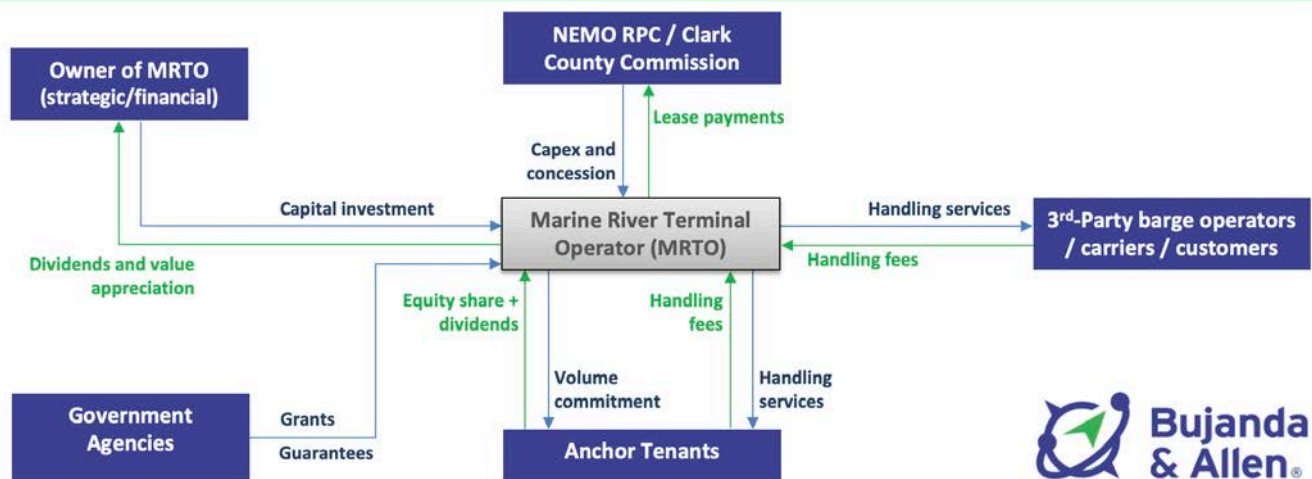 NEMO RPC / Clark
County Commission
Owner of MRTO
(strategic/financial)
Lease payments
Capex and
concession
Capital investment
Marine River Terminal
Operator (MRTO)
Handling services
3rd-Party barge operators
/ carriers / customers
Handling fees
Dividends and value
appreciation
Equity share +
dividends
Handling
fees
Volume
commitment
Handling
services
Government
Agencies
Grants
Guarantees
Anchor Tenants
Bujanda
& Allen®